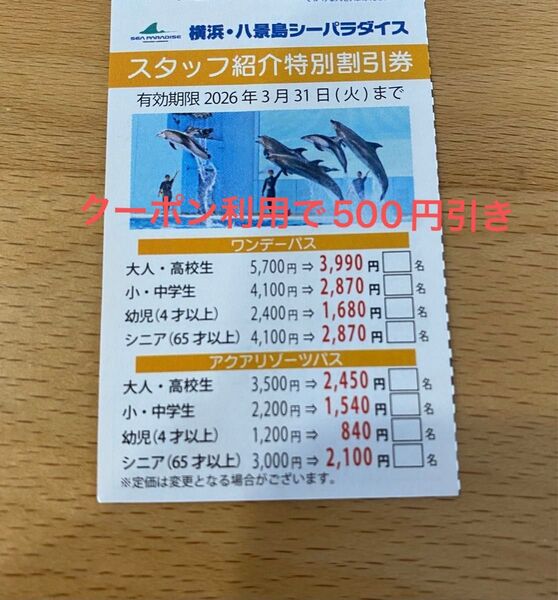 SEA PARADISE
横浜・八景島シーパラダイス
スタッフ紹介特別割引券
有効期限 2026年3月31日(火)まで
クーポン利用で500円引き
ワンデーパス
大人・高校生 5,700円⇒3,990円 名
小・中学生 4,100円⇒2,870円 名
幼児(4才以上) 2,400円⇒1,680円 名
シニア(65才以上) 4,100円⇒2,870円 名
アクアリゾーツパス
大人・高校生 3,500円⇒2,450円 名
小・中学生 2,200円⇒1,540円 名
幼児(4才以上) 1,200円⇒840円 名
シニア(65才以上) 3,000円⇒2,100円 名
※定価は変更となる場合がございます。